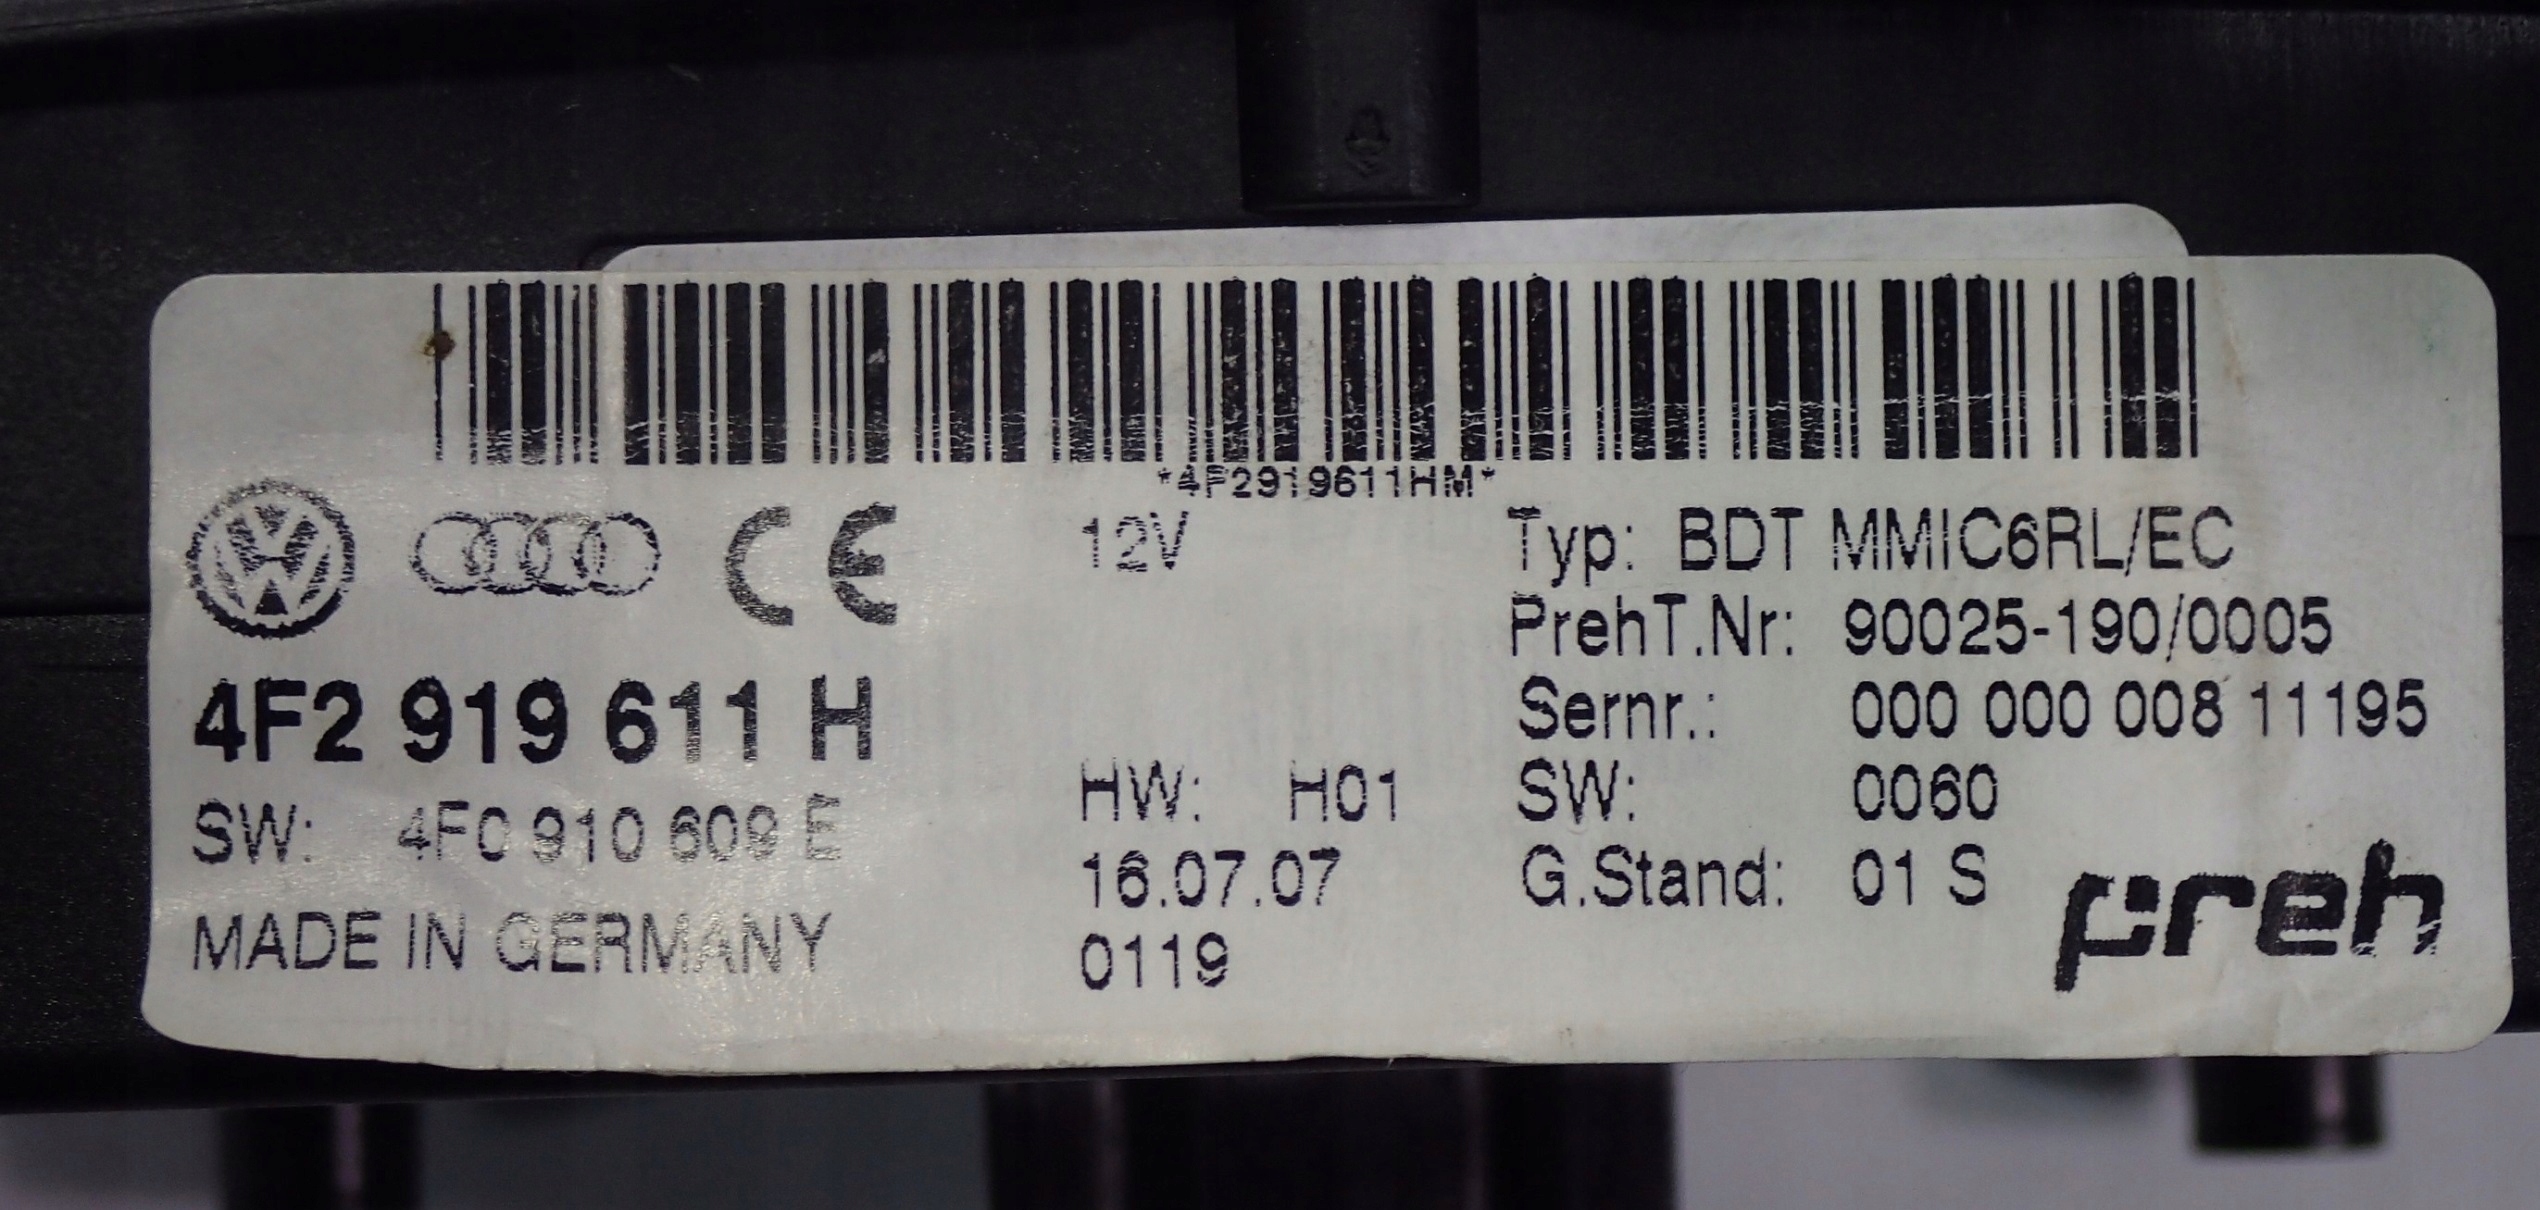 *4F2919611HM*
CE
12V
Typ: BDT MMIC6RL/EC
PrehT.Nr: 90025-190/0005
4F2 919 611 H
Sernr.: 000 000 008 11195
SW: 4F0 910 609 E
HW: H01
SW: 0060
16.07.07
G.Stand: 01 S
MADE IN GERMANY
0119
preh